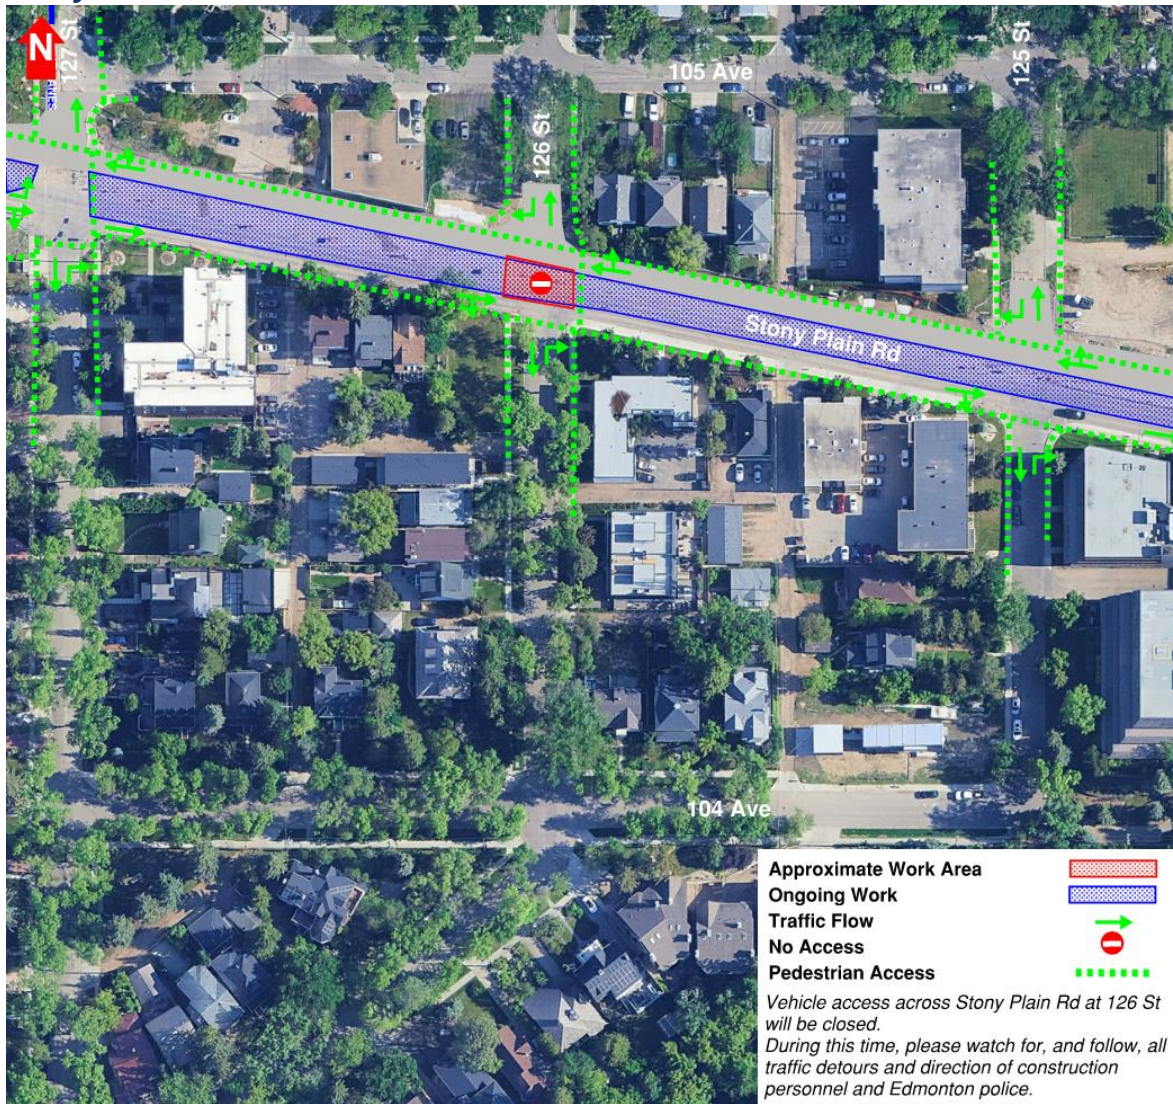 N
127 St
105 Ave
125 St
126 St
Stony Plain Rd
104 Ave
Approximate Work Area
Ongoing Work
Traffic Flow
No Access
Pedestrian Access
Vehicle access across Stony Plain Rd at 126 St
will be closed.
During this time, please watch for, and follow, all
traffic detours and direction of construction
personnel and Edmonton police.